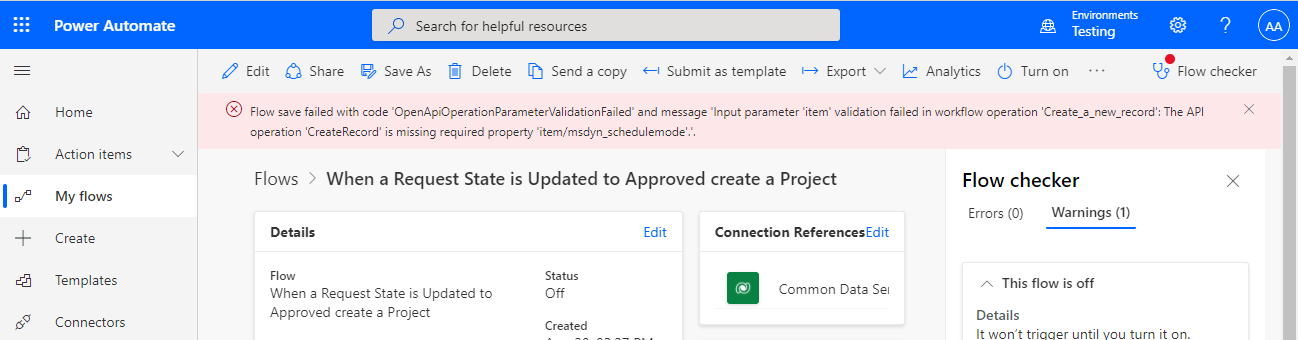 Power Automate
Search for helpful resources
Environments
Testing
AA
Edit
Share
Save As
Delete
Send a copy
Submit as template
Export
Analytics
Turn on
Flow checker
Flow save failed with code 'OpenApiOperationParameterValidationFailed' and message 'Input parameter 'item' validation failed in workflow operation 'Create_a_new_record': The API
operation 'CreateRecord' is missing required property 'item/msdyn_schedulemode'.'.
Home
Action items
My flows
Create
Templates
Connectors
Flows > When a Request State is Updated to Approved create a Project
Details
Edit
Flow
When a Request State is Updated to
Approved create a Project
Status
Off
Created
Connection References
Edit
Common Data Ser
Flow checker
Errors (0)
Warnings (1)
This flow is off
Details
It won't trigger until you turn it on.